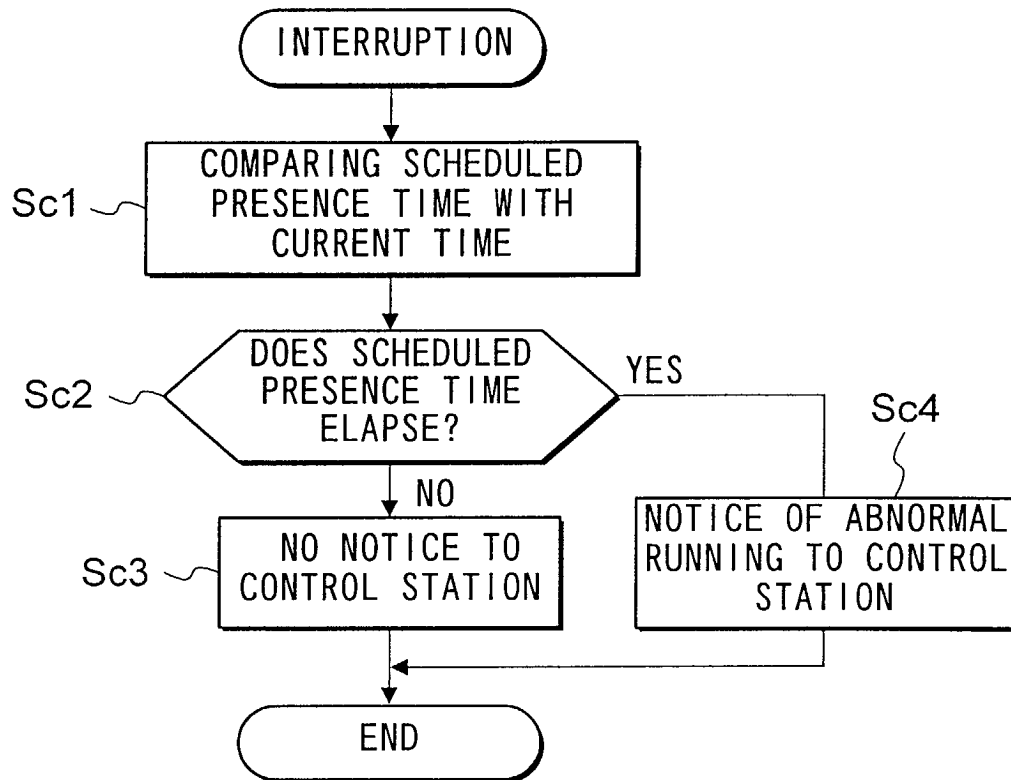 INTERRUPTION
Sc1
COMPARING SCHEDULED
PRESENCE TIME WITH
CURRENT TIME
Sc2
DOES SCHEDULED
PRESENCE TIME
ELAPSE?
YES
Sc4
NO
Sc3
NO NOTICE TO
CONTROL STATION
NOTICE OF ABNORMAL
RUNNING TO CONTROL
STATION
END